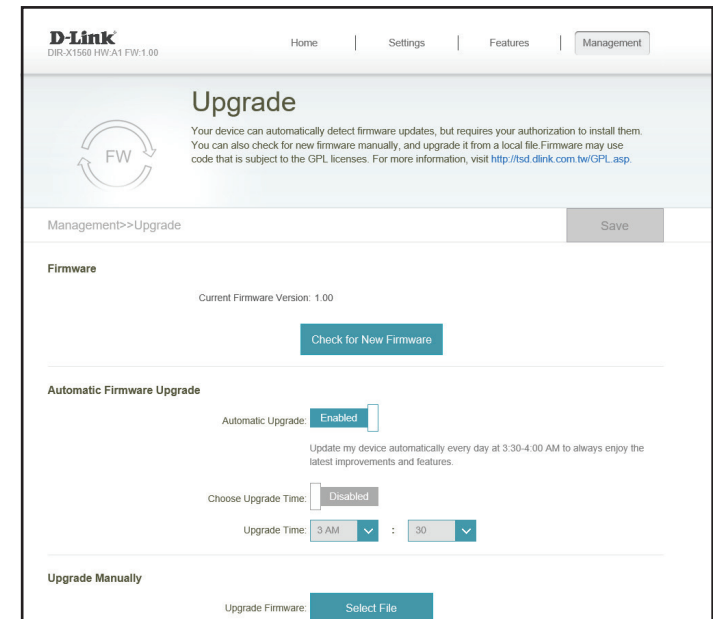 D-Link
DIR-X1560 HW:A1 FW:1.00
Home | Settings | Features | Management
Upgrade
Your device can automatically detect firmware updates, but requires your authorization to install them.
You can also check for new firmware manually, and upgrade it from a local file.Firmware may use
code that is subject to the GPL licenses. For more information, visit http://tsd.dlink.com.tw/GPL.asp.
FW
Management>>Upgrade
Save
Firmware
Current Firmware Version: 1.00
Check for New Firmware
Automatic Firmware Upgrade
Automatic Upgrade: Enabled
Update my device automatically every day at 3:30-4:00 AM to always enjoy the
latest improvements and features.
Choose Upgrade Time: Disabled
Upgrade Time: 3 AM : 30
Upgrade Manually
Upgrade Firmware: Select File